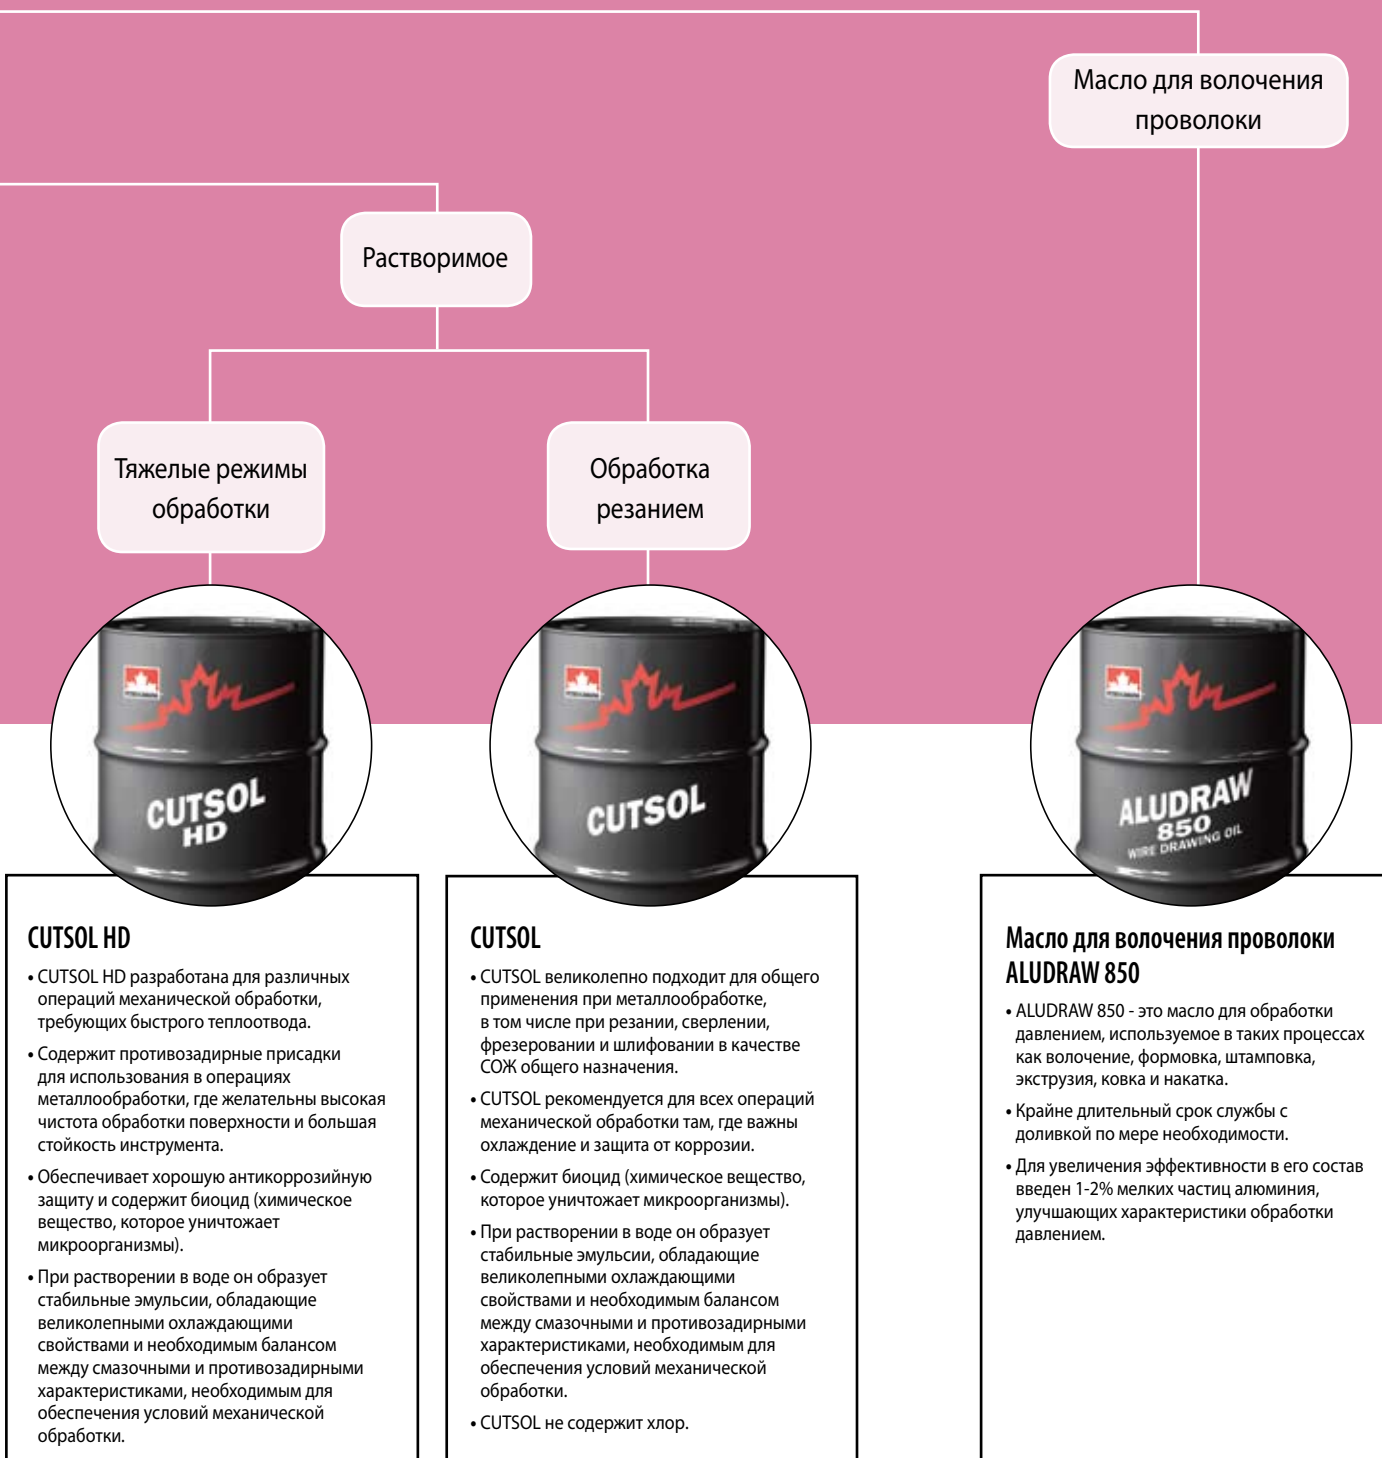 Масло для волочения
проволоки
Растворимое
Тяжелые режимы
обработки
Обработка
резанием
CUTSOL
HD
CUTSOL
ALUDRAW
850
WIRE DRAWING OIL
CUTSOL HD
• CUTSOL HD разработана для различных
операций механической обработки,
требующих быстрого теплоотвода.
• Содержит противозадирные присадки
для использования в операциях
металлообработки, где желательны высокая
чистота обработки поверхности и большая
стойкость инструмента.
• Обеспечивает хорошую антикоррозийную
защиту и содержит биоцид (химическое
вещество, которое уничтожает
микроорганизмы).
• При растворении в воде он образует
стабильные эмульсии, обладающие
великолепными охлаждающими
свойствами и необходимым балансом
между смазочными и противозадирными
характеристиками, необходимым для
обеспечения условий механической
обработки.
CUTSOL
• CUTSOL великолепно подходит для общего
применения при металлообработке,
в том числе при резании, сверлении,
фрезеровании и шлифовании в качестве
СОЖ общего назначения.
• CUTSOL рекомендуется для всех операций
механической обработки там, где важны
охлаждение и защита от коррозии.
• Содержит биоцид (химическое вещество,
которое уничтожает микроорганизмы).
• При растворении в воде он образует
стабильные эмульсии, обладающие
великолепными охлаждающими
свойствами и необходимым балансом
между смазочными и противозадирными
характеристиками, необходимым для
обеспечения условий механической
обработки.
• CUTSOL не содержит хлор.
Масло для волочения проволоки
ALUDRAW 850
• ALUDRAW 850 - это масло для обработки
давлением, используемое в таких процессах
как волочение, формовка, штамповка,
экструзия, ковка и накатка.
• Крайне длительный срок службы с
доливкой по мере необходимости.
• Для увеличения эффективности в его состав
введен 1-2% мелких частиц алюминия,
улучшающих характеристики обработки
давлением.